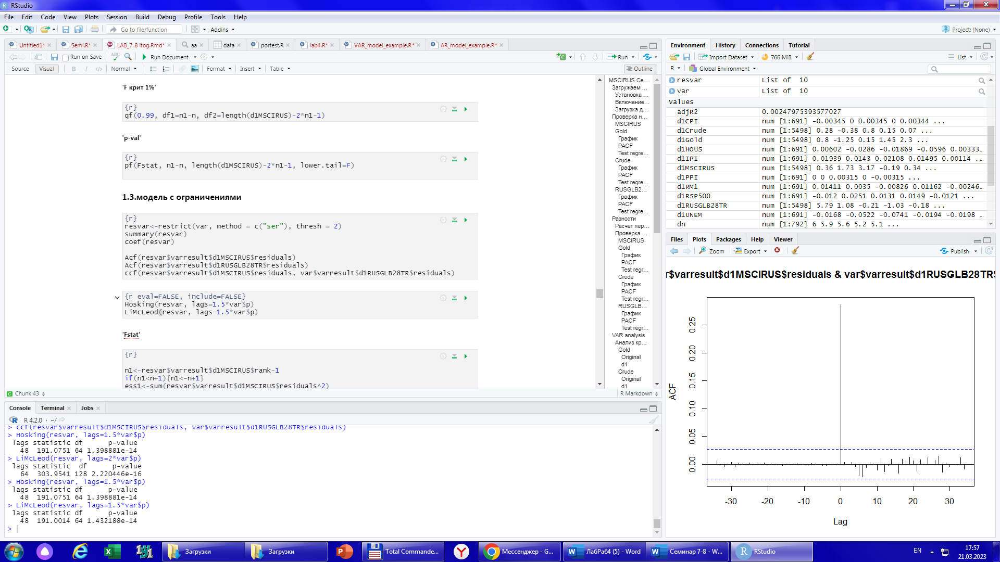 RStudio
File Edit Code View Plots Session Build Debug Profile Tools Help
Go to file/function Addins Project: (None)
Untitled1* Semi.R* LAB_7-8 itog.Rmd* aa data portest.R lab4.R* VAR_model_example.R* AR_model_example.R*
Run on Save ABC Run Document Run
Source Visual B I </> Normal Format Insert Table Outline
'F крит 1%'
{r}
qf(0.99, df1=n1-n, df2=length(d1MSCIRUS)-2*n1-1)
'p-val'
{r}
pf(Fstat, n1-n, length(d1MSCIRUS)-2*n1-1, lower.tail=F)
1.3.модель с ограничениями
{r}
resvar<-restrict(var, method = c("ser"), thresh = 2)
summary(resvar)
coef(resvar)
Acf(resvar$varresult$d1MSCIRUS$residuals)
Acf(resvar$varresult$d1RUSGLB28TR$residuals)
ccf(resvar$varresult$d1MSCIRUS$residuals, var$varresult$d1RUSGLB28TR$residuals)
{r eval=FALSE, include=FALSE}
Hosking(resvar, lags=1.5*var$p)
LiMcLeod(resvar, lags=1.5*var$p)
'Fstat'
{r}
n1<-resvar$varresult$d1MSCIRUS$rank-1
if(n1<n+1){n1<-n+1}
ess1<-sum(resvar$varresult$d1MSCIRUS$residuals^2)
MSCIRUS Ce...
Загружаем ...
Установка ...
Включение...
Загрузка д...
Проверка н...
MSCIRUS
Gold
График
PACF
Test regre...
Crude
График
PACF
Test regre...
RUSGLB2...
График
PACF
Test regre...
Разности
Расчет пер...
Проверка ...
MSCIRUS
Gold
График
PACF
Test regr...
Crude
График
PACF
Test regr...
RUSGLB...
График
PACF
Test regr...
VAR analysis
Анализ кр...
Gold
Original
d1
Crude
Original
d1
Chunk 43 R Markdown
Console Terminal Jobs
R 4.2.0 · ~/
> ccf(resvar$varresult$d1MSCIRUS$residuals, var$varresult$d1RUSGLB28TR$residuals)
> Hosking(resvar, lags=1.5*var$p)
lags statistic df p-value
48 191.0751 64 1.398881e-14
> LiMcLeod(resvar, lags=2*var$p)
lags statistic df p-value
64 303.9541 128 2.220446e-16
> Hosking(resvar, lags=1.5*var$p)
lags statistic df p-value
48 191.0751 64 1.398881e-14
> LiMcLeod(resvar, lags=1.5*var$p)
lags statistic df p-value
48 191.0014 64 1.432188e-14
>
Environment History Connections Tutorial
Import Dataset 766 MiB List
R Global Environment
resvar List of 10
var List of 10
Values
adjR2 0.00247975393577027
d1CPI num [1:691] -0.00345 0 0.00345 0 0.00344 ...
d1Crude num [1:5498] 0.28 -0.38 0.8 0.15 0.07 ...
d1Gold num [1:5498] 0.8 -1.25 0.15 1.45 2.3 ...
d1HOUS num [1:691] 0.00602 -0.0286 -0.01869 -0.0596 0.00333...
d1IPI num [1:691] 0.01939 0.0143 0.02108 0.01495 0.00114 ...
d1MSCIRUS num [1:5498] 0.36 1.73 3.17 -0.19 0.34 ...
d1PPI num [1:691] 0 0 0.00315 0 -0.00315 ...
d1RM1 num [1:691] 0.01411 0.0035 -0.00826 0.01162 -0.00246...
d1RSP500 num [1:691] -0.012 0.0251 0.0131 0.0149 -0.0121 ...
d1RUSGLB28TR num [1:5498] 5.79 1.08 -0.21 -1.03 -0.18 ...
d1UNEM num [1:691] -0.0168 -0.0522 -0.0741 -0.0194 -0.0198 ...
dn num [1:792] 6 5.9 5.6 5.2 5.1 ...
Files Plots Packages Help Viewer
Zoom Export Publish
r$varresult$d1MSCIRUS$residuals & var$varresult$d1RUSGLB28TR$
ACF
0.25
0.20
0.15
0.10
0.05
0.00
-30 -20 -10 0 10 20 30
Lag
Загрузки Загрузки Total Commande... Мессенджер - G... ЛабРаб4 (5) - Word Семинар 7-8 - W... RStudio
EN 17:57
21.03.2023